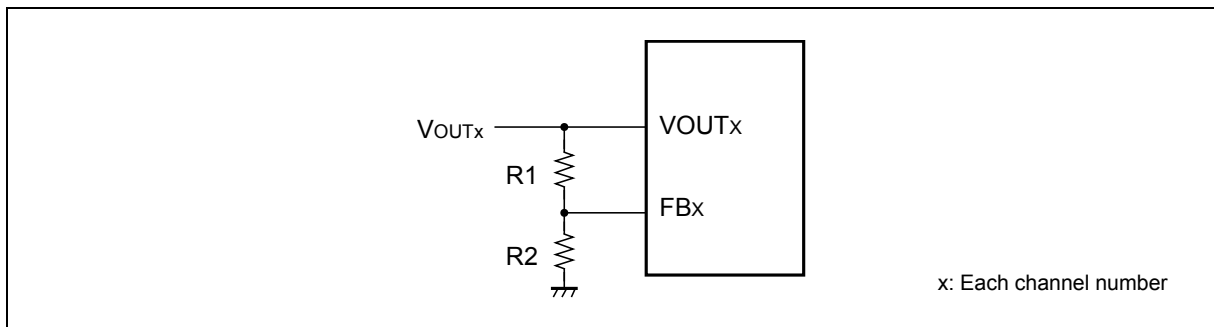 VOUTx
VOUTx
R1
FBx
R2
x: Each channel number